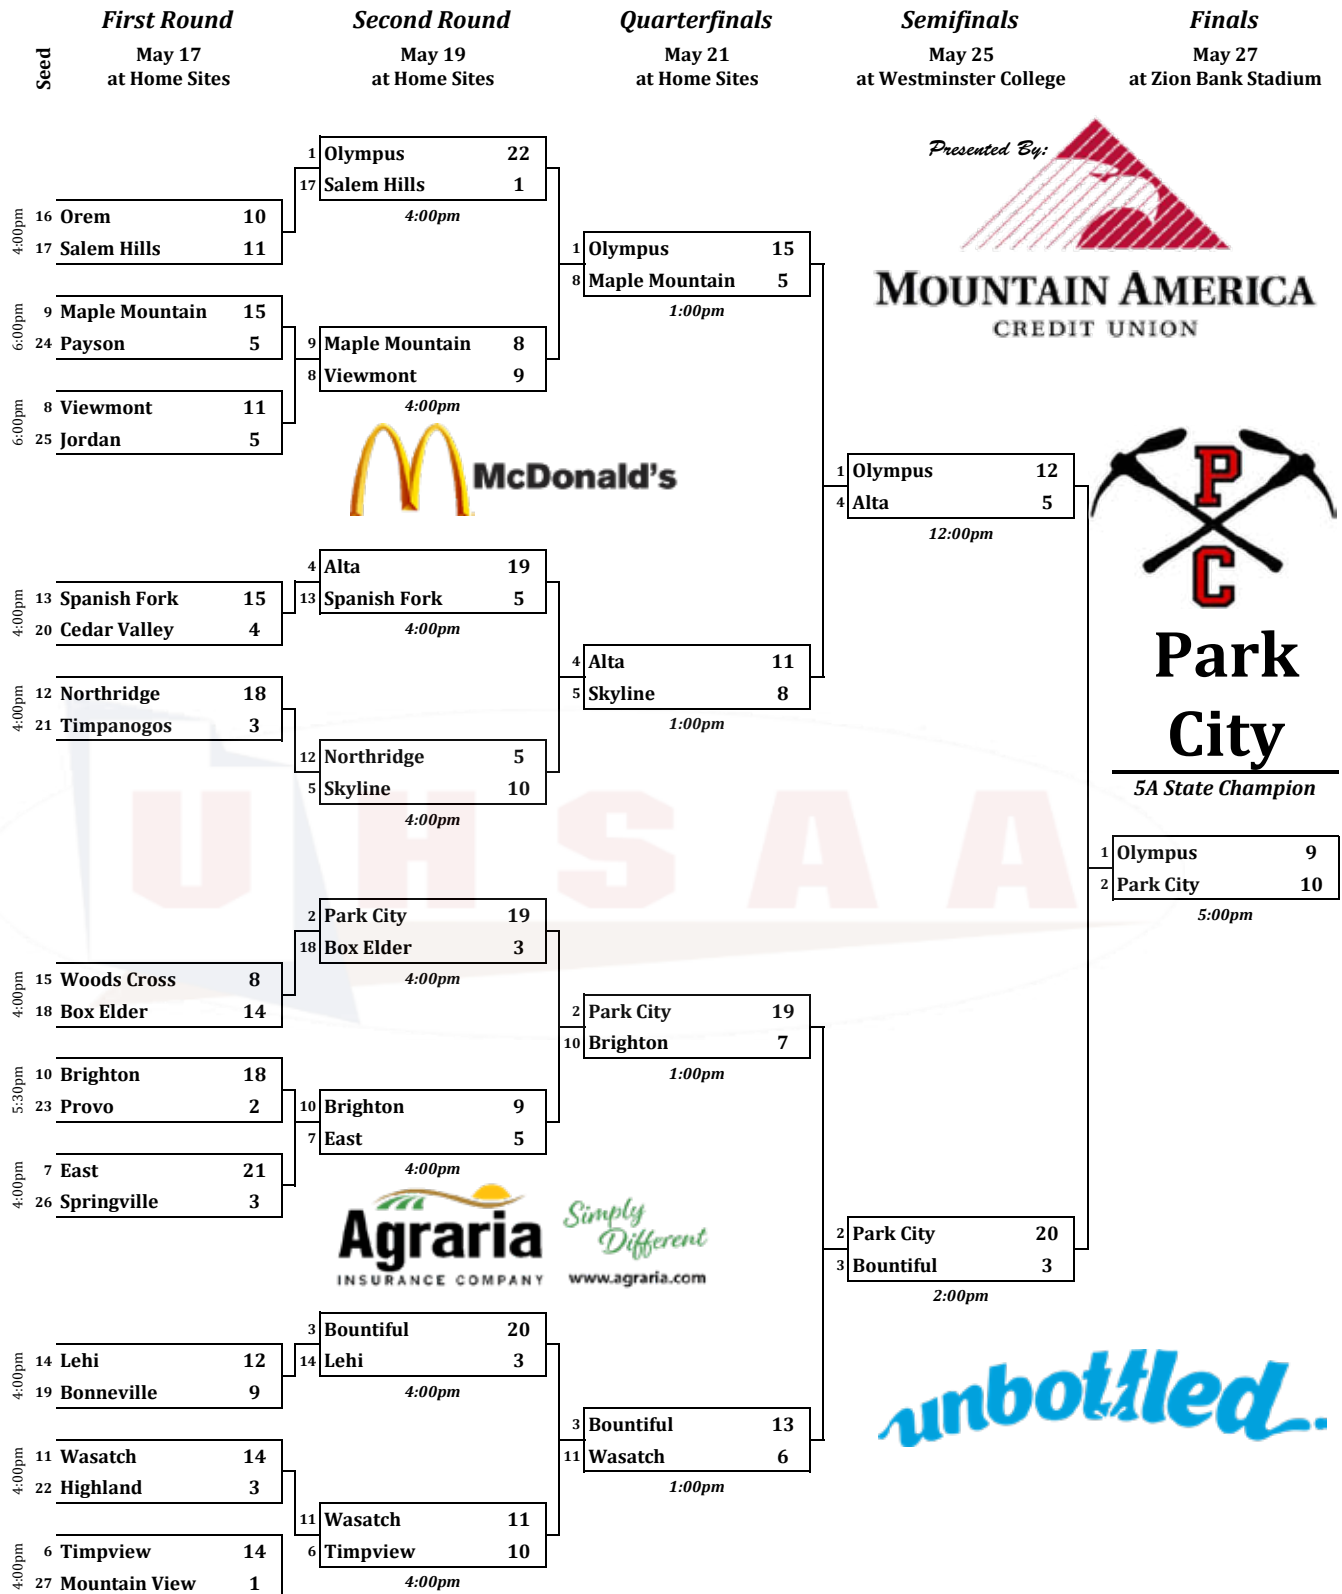 First Round
Second Round
Quarterfinals
Semifinals
Finals
Seed
May 17
at Home Sites
May 19
at Home Sites
May 21
at Home Sites
May 25
at Westminster College
May 27
at Zion Bank Stadium
Presented By:
MOUNTAIN AMERICA
CREDIT UNION
4:00pm
16 Orem 10
17 Salem Hills 11
6:00pm
9 Maple Mountain 15
24 Payson 5
6:00pm
8 Viewmont 11
25 Jordan 5
4:00pm
13 Spanish Fork 15
20 Cedar Valley 4
4:00pm
12 Northridge 18
21 Timpanogos 3
4:00pm
15 Woods Cross 8
18 Box Elder 14
5:30pm
10 Brighton 18
23 Provo 2
4:00pm
7 East 21
26 Springville 3
4:00pm
14 Lehi 12
19 Bonneville 9
4:00pm
11 Wasatch 14
22 Highland 3
4:00pm
6 Timpview 14
27 Mountain View 1
1 Olympus 22
17 Salem Hills 1
4:00pm
9 Maple Mountain 8
8 Viewmont 9
4:00pm
McDonald's
4 Alta 19
13 Spanish Fork 5
4:00pm
12 Northridge 5
5 Skyline 10
4:00pm
2 Park City 19
18 Box Elder 3
4:00pm
10 Brighton 9
7 East 5
4:00pm
Agraria
INSURANCE COMPANY
Simply
Different
www.agraria.com
3 Bountiful 20
14 Lehi 3
4:00pm
11 Wasatch 11
6 Timpview 10
4:00pm
1 Olympus 15
8 Maple Mountain 5
1:00pm
4 Alta 11
5 Skyline 8
1:00pm
2 Park City 19
10 Brighton 7
1:00pm
3 Bountiful 13
11 Wasatch 6
1:00pm
1 Olympus 12
4 Alta 5
12:00pm
2 Park City 20
3 Bountiful 3
2:00pm
P
C
Park
City
5A State Champion
1 Olympus 9
2 Park City 10
5:00pm
unbottled
UHSAA